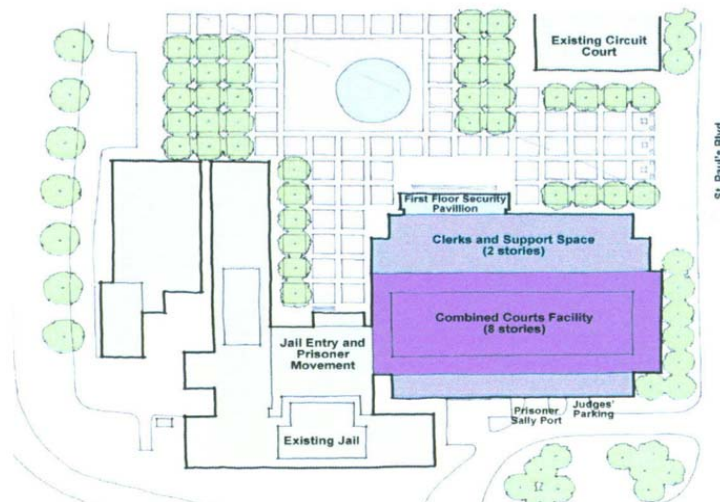 Existing Circuit
Court
St. Paul's Blvd
First Floor Security
Pavillion
Clerks and Support Space
(2 stories)
Combined Courts Facility
(8 stories)
Jail Entry and
Prisoner
Movement
Existing Jail
Prisoner
Sally Port
Judges'
Parking